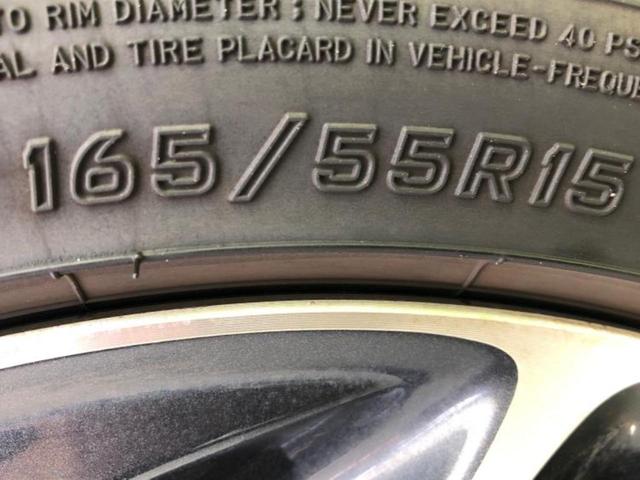 TO RIM DIAMETER ; NEVER EXCEED 40 PS
AL AND TIRE PLACARD IN VEHICLE-FREQUE
165/55R15